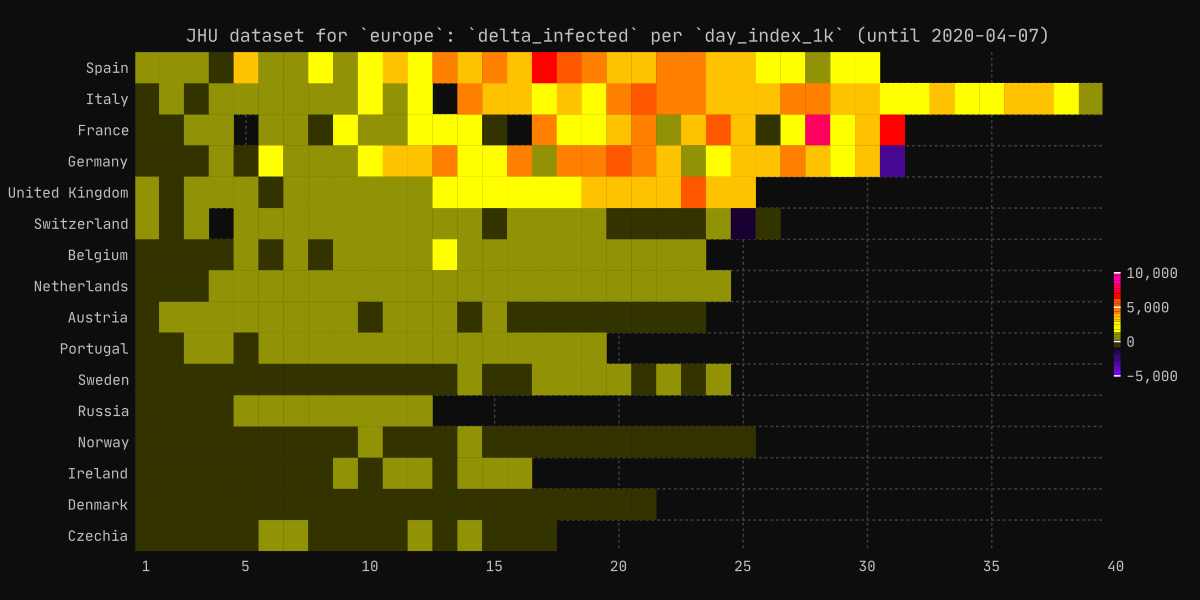 JHU dataset for `europe`: `delta_infected` per `day_index_1k` (until 2020-04-07)
Spain
Italy
France
Germany
United Kingdom
Switzerland
Belgium
Netherlands
Austria
Portugal
Sweden
Russia
Norway
Ireland
Denmark
Czechia
1 5 10 15 20 25 30 35 40
10,000
5,000
0
−5,000